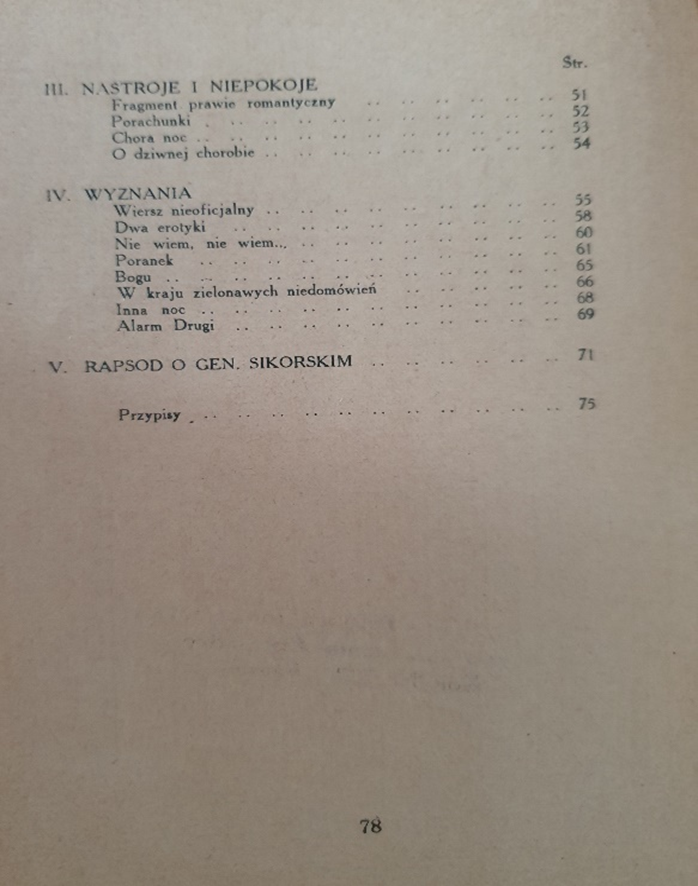 Str.
III. NASTROJE I NIEPOKOJE
Fragment prawie romantyczny .. .. .. .. .. .. 51
Porachunki . .. .. .. .. .. .. .. .. .. .. 52
Chora noc .. .. .. .. .. .. .. .. .. .. .. 53
O dziwnej chorobie .. .. .. .. .. .. .. .. .. 54
IV. WYZNANIA
Wiersz nieoficjalny .. .. .. .. .. .. .. .. .. 55
Dwa erotyki .. .. .. .. .. .. .. .. .. .. 58
Nie wiem, nie wiem... .. .. .. .. .. .. .. .. 60
Poranek .. .. .. .. .. .. .. .. .. .. .. 61
Bogu .. .. .. .. .. .. .. .. .. .. .. .. 65
W kraju zielonawych niedomówień .. .. .. .. .. 66
Inna noc .. .. .. .. .. .. .. .. .. .. .. 68
Alarm Drugi .. .. .. .. .. .. .. .. .. .. 69
V. RAPSOD O GEN. SIKORSKIM .. .. .. .. .. .. 71
Przypisy . .. .. .. .. .. .. .. .. .. .. .. 75
78